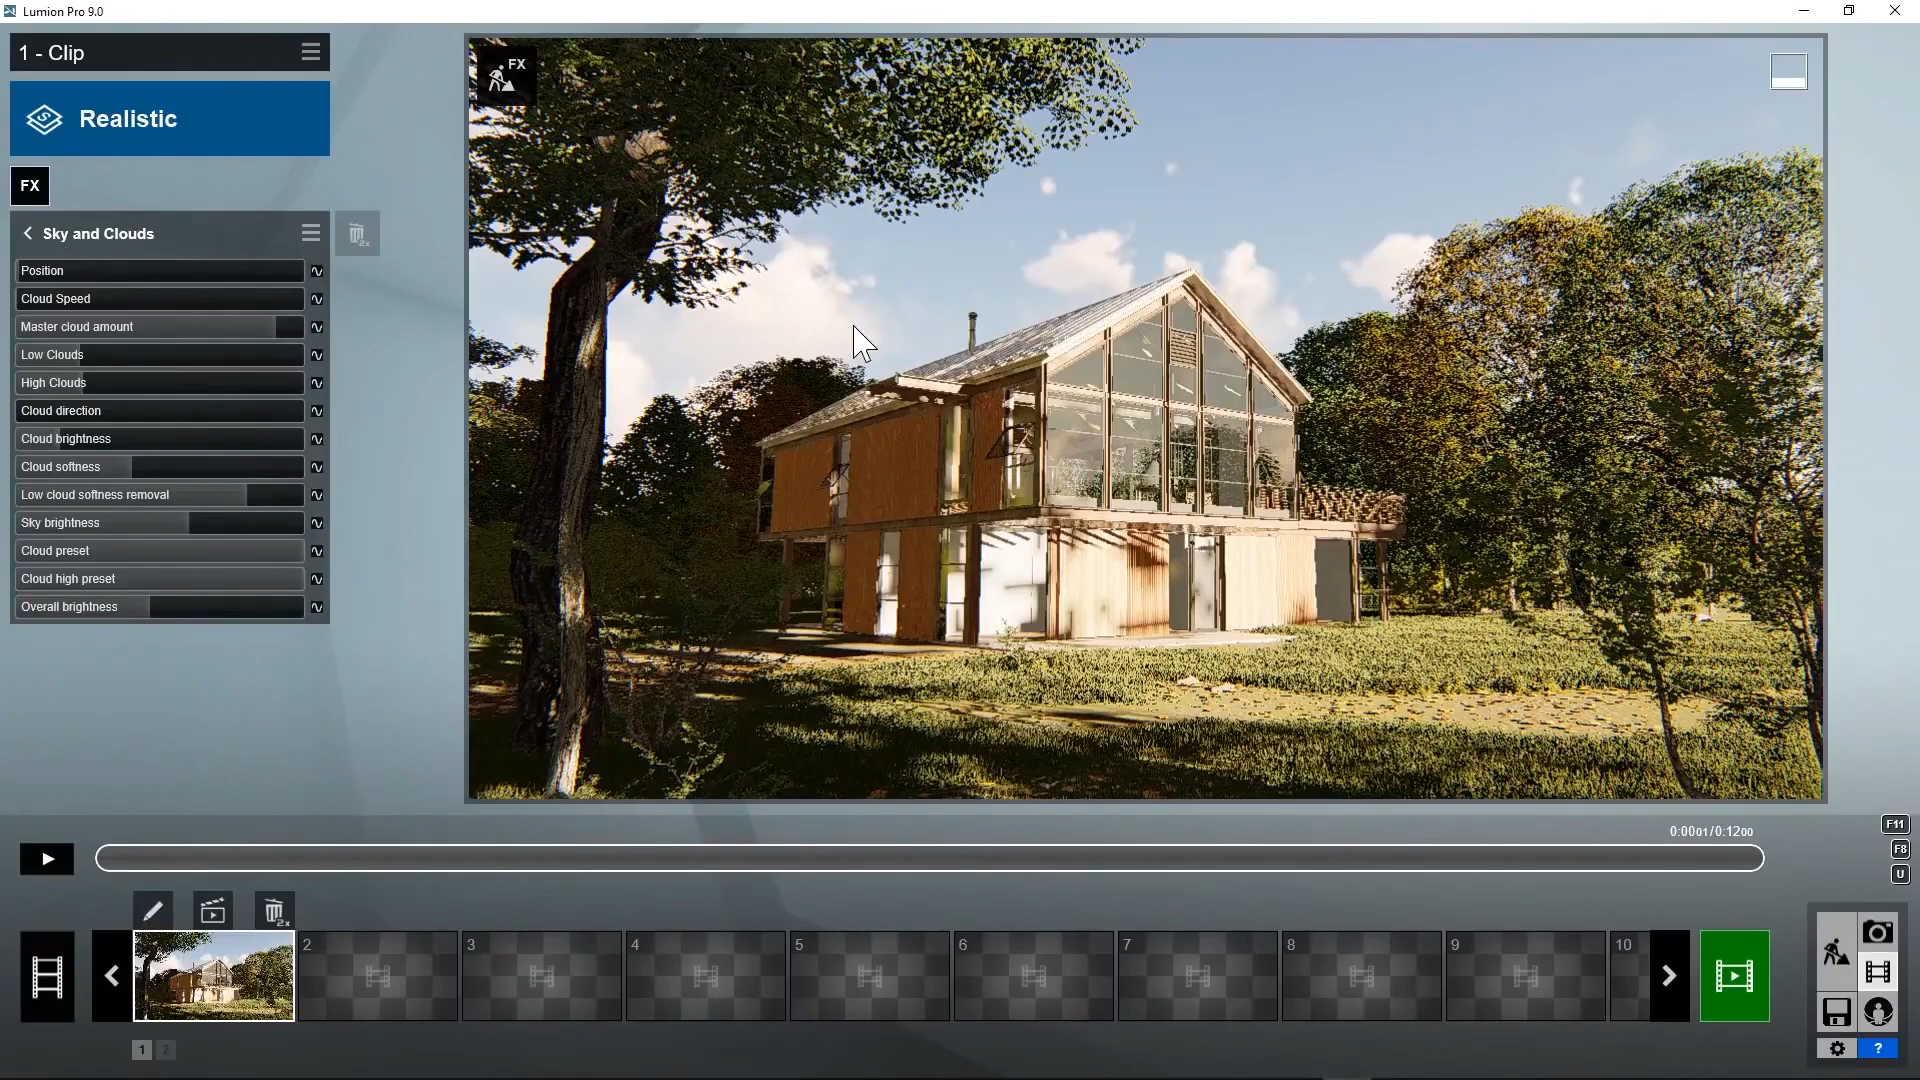 Lumion Pro 9.0
1 - Clip
Realistic
FX
FX
Sky and Clouds
2x
Position
Cloud Speed
Master cloud amount
Low Clouds
High Clouds
Cloud direction
Cloud brightness
Cloud softness
Low cloud softness removal
Sky brightness
Cloud preset
Cloud high preset
Overall brightness
0:0001/0:1200
F11
F8
U
2x
2
3
4
5
6
7
8
9
10
1
2
?